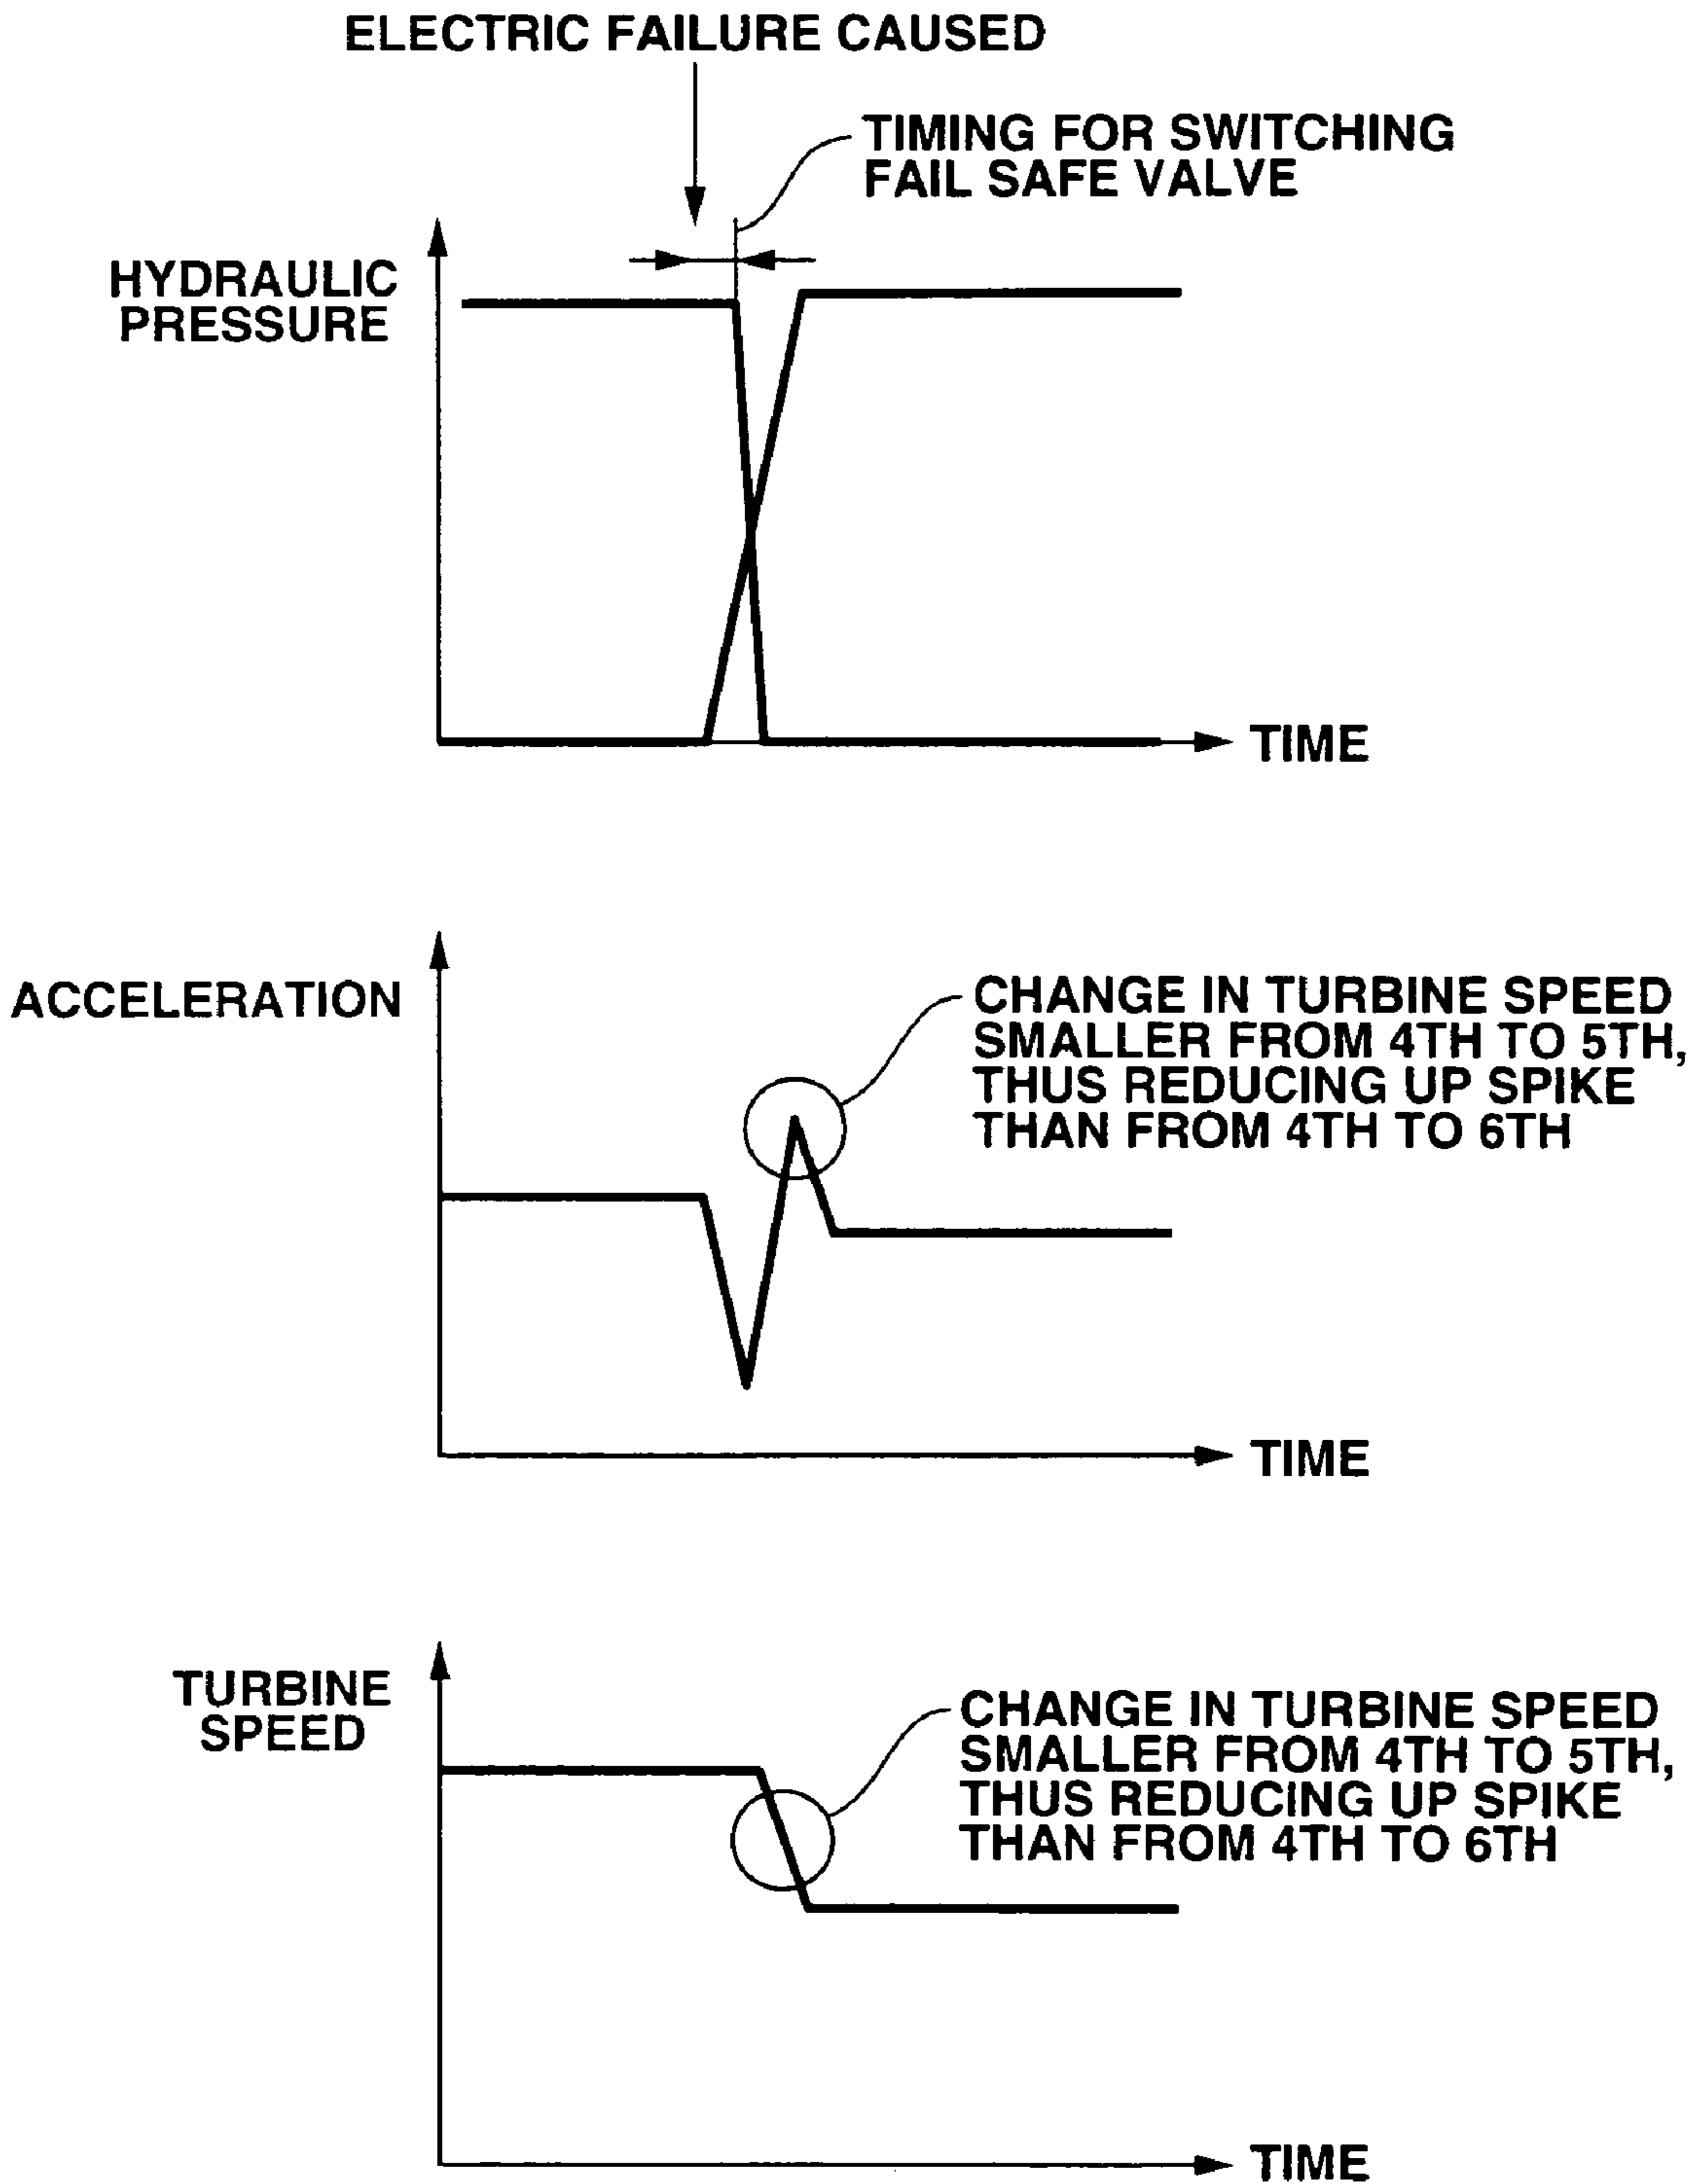 ELECTRIC FAILURE CAUSED
TIMING FOR SWITCHING
FAIL SAFE VALVE
HYDRAULIC
PRESSURE
TIME
ACCELERATION
CHANGE IN TURBINE SPEED
SMALLER FROM 4TH TO 5TH,
THUS REDUCING UP SPIKE
THAN FROM 4TH TO 6TH
TIME
TURBINE
SPEED
CHANGE IN TURBINE SPEED
SMALLER FROM 4TH TO 5TH,
THUS REDUCING UP SPIKE
THAN FROM 4TH TO 6TH
TIME